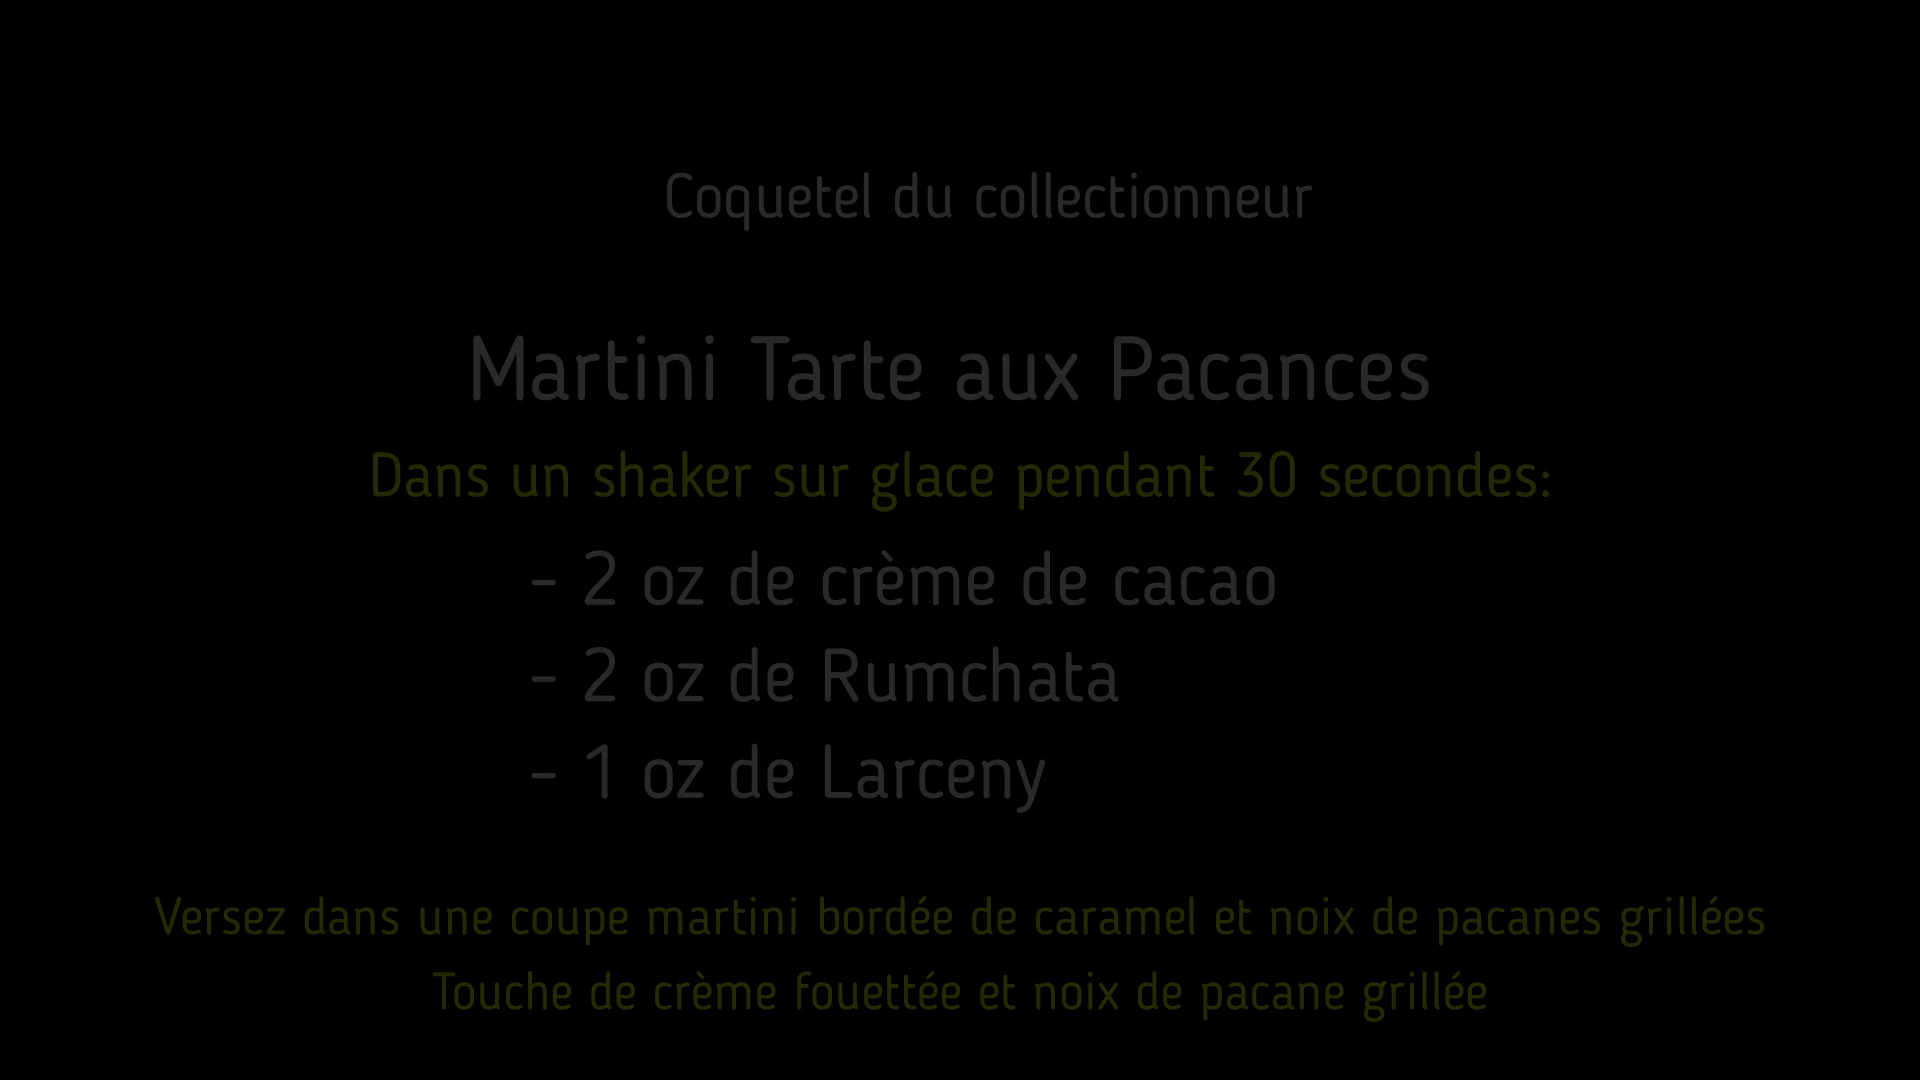 Coquetel du collectionneur
Martini Tarte aux Pacances
Dans un shaker sur glace pendant 30 secondes:
- 2 oz de crème de cacao
- 2 oz de Rumchata
- 1 oz de Larceny
Versez dans une coupe martini bordée de caramel et noix de pacanes grillées
Touche de crème fouettée et noix de pacane grillée